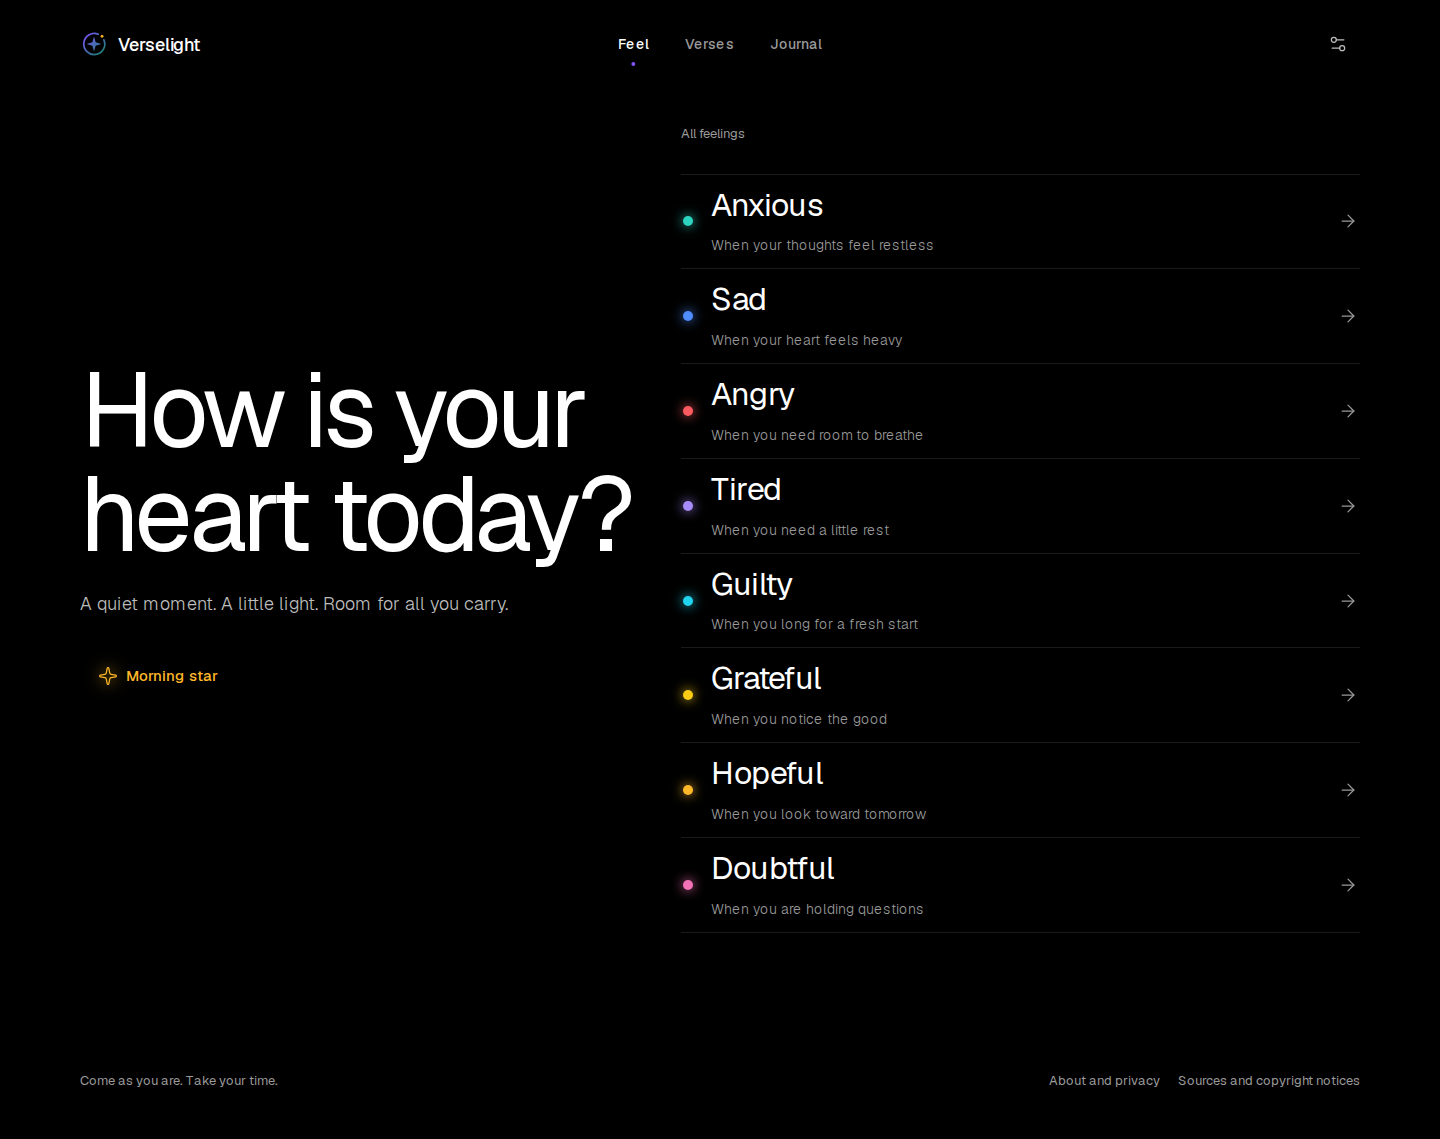 Verselight
Feel
Verses
Journal
All feelings
Anxious
When your thoughts feel restless
Sad
When your heart feels heavy
Angry
When you need room to breathe
Tired
When you need a little rest
Guilty
When you long for a fresh start
Grateful
When you notice the good
Hopeful
When you look toward tomorrow
Doubtful
When you are holding questions
How is your
heart today?
A quiet moment. A little light. Room for all you carry.
Morning star
Come as you are. Take your time.
About and privacy
Sources and copyright notices